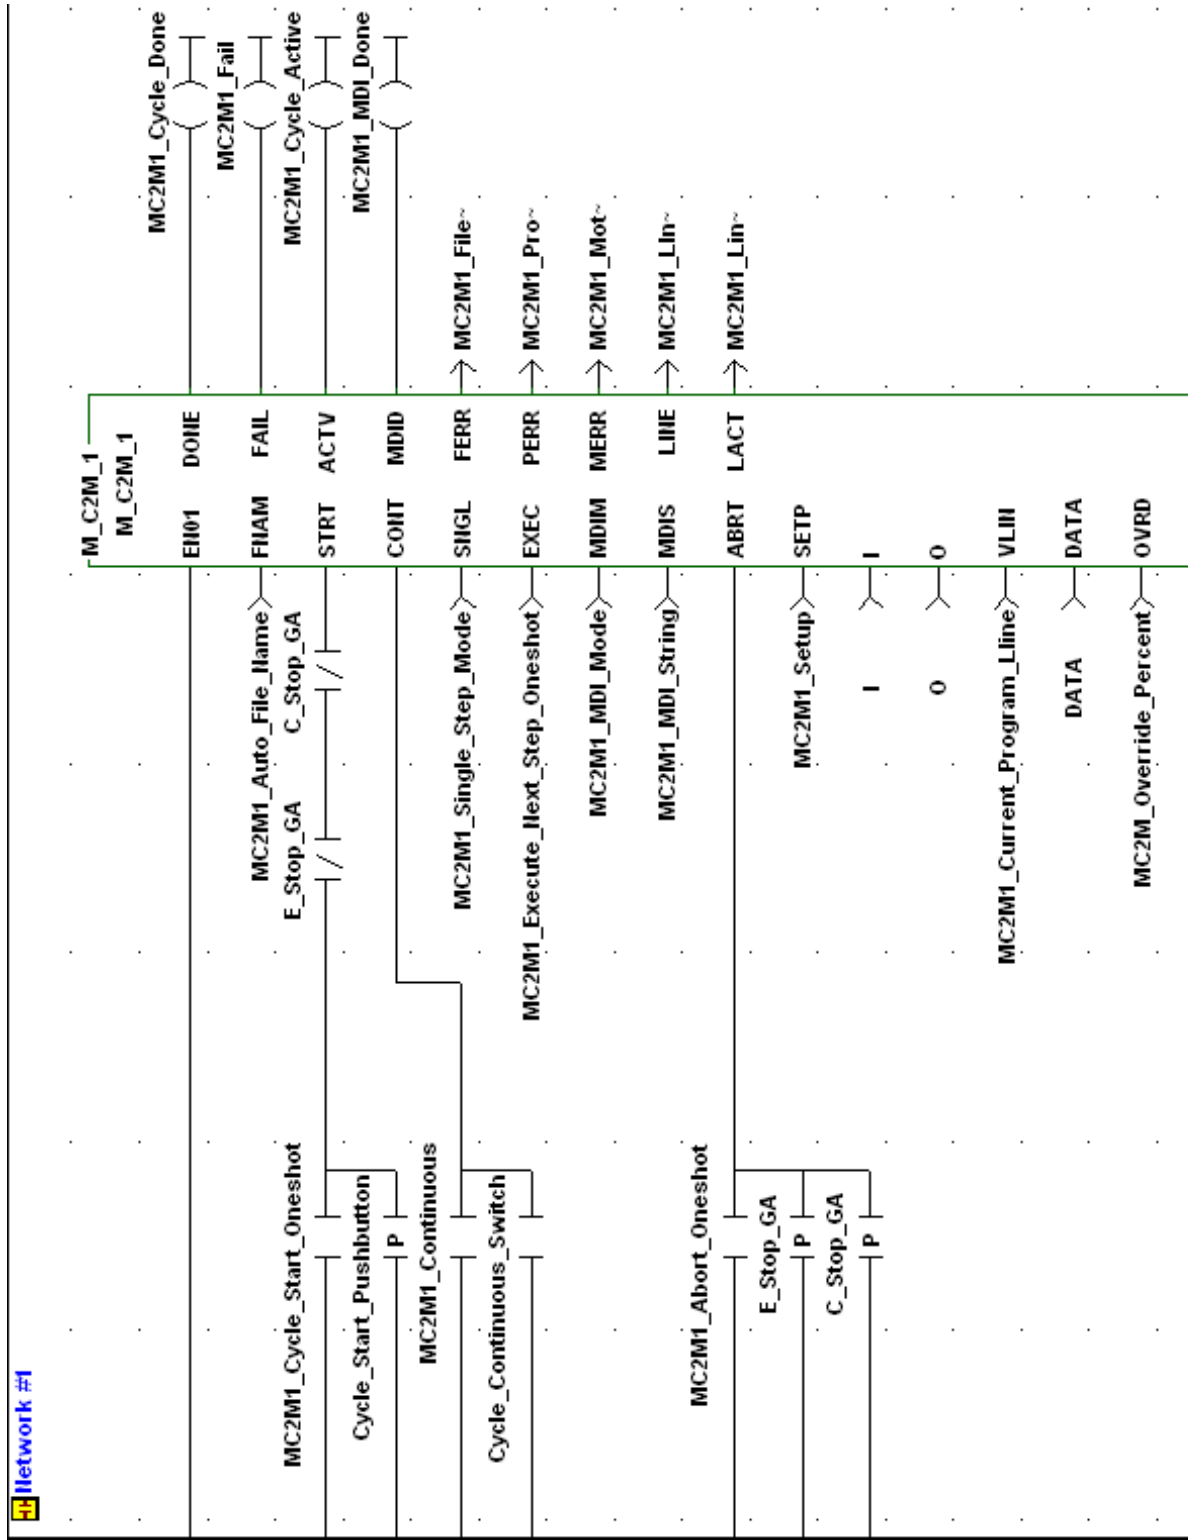 Network #1
M_C2M_1
M_C2M_1
EN01 DONE MC2M1_Cycle_Done
MC2M1_Auto_File_Name FNAM FAIL MC2M1_Fail
MC2M1_Cycle_Start_Oneshot E_Stop_GA C_Stop_GA STRT ACTV MC2M1_Cycle_Active
Cycle_Start_Pushbutton P CONT MDID MC2M1_MDI_Done
MC2M1_Continuous MC2M1_Single_Step_Mode SNGL FERR MC2M1_File~
Cycle_Continuous_Switch MC2M1_Execute_Next_Step_Oneshot EXEC PERR MC2M1_Pro~
MC2M1_MDI_Mode MDIM MERR MC2M1_Mot~
MC2M1_MDI_String MDIS LINE MC2M1_LIn~
MC2M1_Abort_Oneshot ABRT LACT MC2M1_Lin~
E_Stop_GA P MC2M1_Setup SETP
C_Stop_GA P I I
O O
MC2M1_Current_Program_Lline VLIN
DATA DATA
MC2M_Override_Percent OVRD